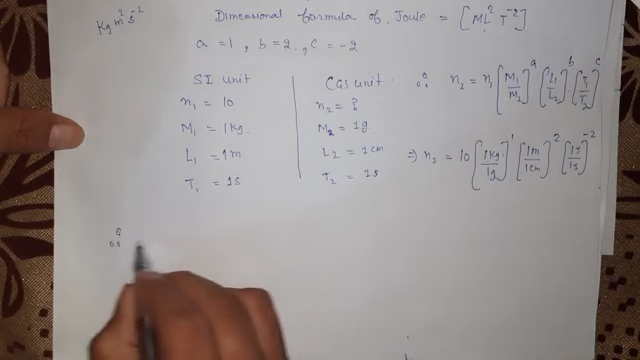 Kg m² s⁻²
Dimensional formula of Joule = [ML² T⁻²]
a = 1, b = 2, c = -2
SI unit
n₁ = 10
M₁ = 1kg.
L₁ = 1m
T₁ = 1s
Cgs unit.
n₂ = ?
M₂ = 1g.
L₂ = 1cm
T₂ = 1s
∴ n₂ = n₁ [M₁/M₂]ᵃ [L₁/L₂]ᵇ [T₁/T₂]ᶜ
⇒ n₂ = 10 [1kg/1g]¹ [1m/1cm]² [1s/1s]⁻²
∴